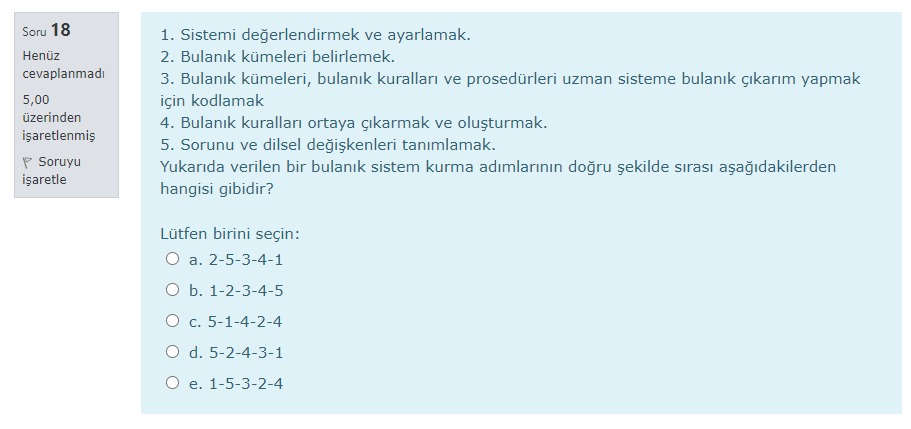 Soru 18
Henüz
cevaplanmadı
5,00
üzerinden
işaretlenmiş
Soruyu
işaretle
1. Sistemi değerlendirmek ve ayarlamak.
2. Bulanık kümeleri belirlemek.
3. Bulanık kümeleri, bulanık kuralları ve prosedürleri uzman sisteme bulanık çıkarım yapmak
için kodlamak
4. Bulanık kuralları ortaya çıkarmak ve oluşturmak.
5. Sorunu ve dilsel değişkenleri tanımlamak.
Yukarıda verilen bir bulanık sistem kurma adımlarının doğru şekilde sırası aşağıdakilerden
hangisi gibidir?
Lütfen birini seçin:
a. 2-5-3-4-1
b. 1-2-3-4-5
c. 5-1-4-2-4
d. 5-2-4-3-1
e. 1-5-3-2-4